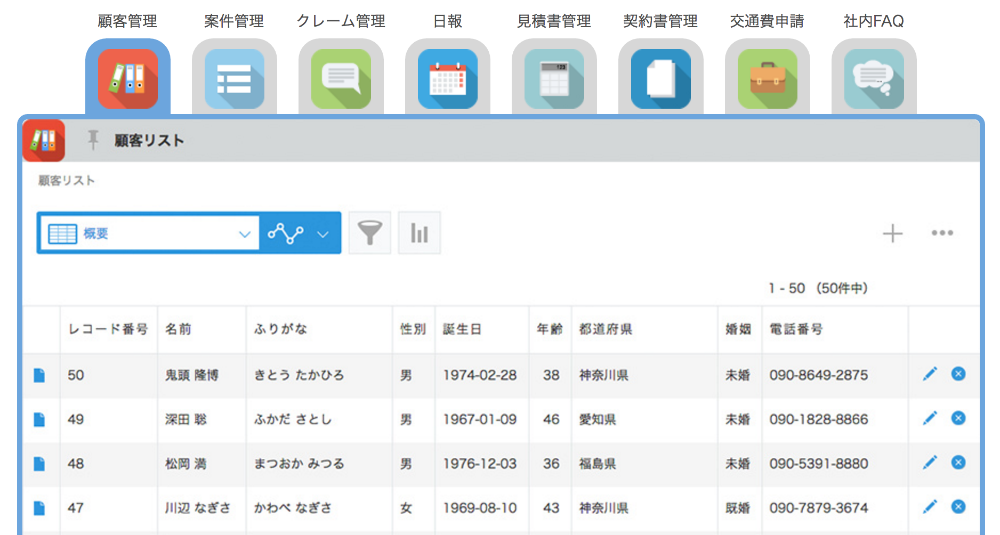 顧客管理 案件管理 クレーム管理 日報 見積書管理 契約書管理 交通費申請 社内FAQ
123
顧客リスト
顧客リスト
概要
1 - 50 （50件中）
レコード番号 名前 ふりがな 性別 誕生日 年齢 都道府県 婚姻 電話番号
50 鬼頭 隆博 きとう たかひろ 男 1974-02-28 38 神奈川県 未婚 090-8649-2875
49 深田 聡 ふかだ さとし 男 1967-01-09 46 愛知県 未婚 090-1828-8866
48 松岡 満 まつおか みつる 男 1976-12-03 36 福島県 未婚 090-5391-8880
47 川辺 なぎさ かわべ なぎさ 女 1969-08-10 43 神奈川県 既婚 090-7879-3674